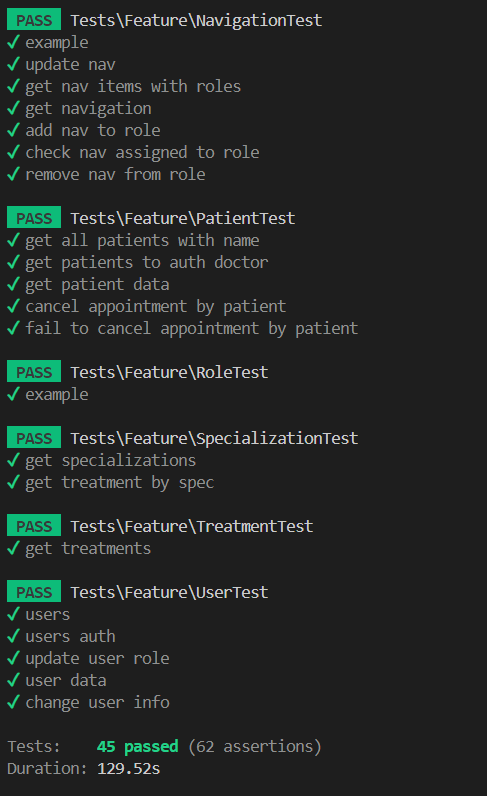 PASS Tests\Feature\NavigationTest
✓ example
✓ update nav
✓ get nav items with roles
✓ get navigation
✓ add nav to role
✓ check nav assigned to role
✓ remove nav from role
PASS Tests\Feature\PatientTest
✓ get all patients with name
✓ get patients to auth doctor
✓ get patient data
✓ cancel appointment by patient
✓ fail to cancel appointment by patient
PASS Tests\Feature\RoleTest
✓ example
PASS Tests\Feature\SpecializationTest
✓ get specializations
✓ get treatment by spec
PASS Tests\Feature\TreatmentTest
✓ get treatments
PASS Tests\Feature\UserTest
✓ users
✓ users auth
✓ update user role
✓ user data
✓ change user info
Tests: 45 passed (62 assertions)
Duration: 129.52s